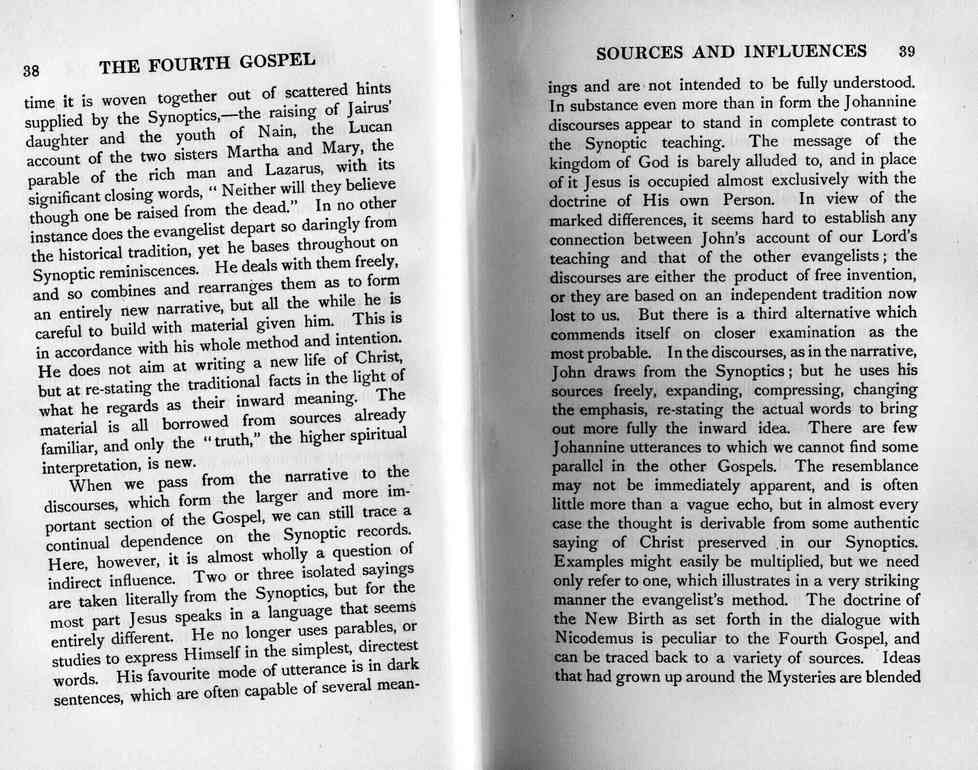 38 THE FOURTH GOSPEL
time it is woven together out of scattered hints
supplied by the Synoptics,—the raising of Jairus'
daughter and the youth of Nain, the Lucan
account of the two sisters Martha and Mary, the
parable of the rich man and Lazarus, with its
significant closing words, “ Neither will they believe
though one be raised from the dead.” In no other
instance does the evangelist depart so daringly from
the historical tradition, yet he bases throughout on
Synoptic reminiscences. He deals with them freely,
and so combines and rearranges them as to form
an entirely new narrative, but all the while he is
careful to build with material given him. This is
in accordance with his whole method and intention.
He does not aim at writing a new life of Christ,
but at re-stating the traditional facts in the light of
what he regards as their inward meaning. The
material is all borrowed from sources already
familiar, and only the “truth,” the higher spiritual
interpretation, is new.
When we pass from the narrative to the
discourses, which form the larger and more im-
portant section of the Gospel, we can still trace a
continual dependence on the Synoptic records.
Here, however, it is almost wholly a question of
indirect influence. Two or three isolated sayings
are taken literally from the Synoptics, but for the
most part Jesus speaks in a language that seems
entirely different. He no longer uses parables, or
studies to express Himself in the simplest, directest
words. His favourite mode of utterance is in dark
sentences, which are often capable of several mean-
SOURCES AND INFLUENCES 39
ings and are not intended to be fully understood.
In substance even more than in form the Johannine
discourses appear to stand in complete contrast to
the Synoptic teaching. The message of the
kingdom of God is barely alluded to, and in place
of it Jesus is occupied almost exclusively with the
doctrine of His own Person. In view of the
marked differences, it seems hard to establish any
connection between John's account of our Lord's
teaching and that of the other evangelists ; the
discourses are either the product of free invention,
or they are based on an independent tradition now
lost to us. But there is a third alternative which
commends itself on closer examination as the
most probable. In the discourses, as in the narrative,
John draws from the Synoptics ; but he uses his
sources freely, expanding, compressing, changing
the emphasis, re-stating the actual words to bring
out more fully the inward idea. There are few
Johannine utterances to which we cannot find some
parallel in the other Gospels. The resemblance
may not be immediately apparent, and is often
little more than a vague echo, but in almost every
case the thought is derivable from some authentic
saying of Christ preserved in our Synoptics.
Examples might easily be multiplied, but we need
only refer to one, which illustrates in a very striking
manner the evangelist's method. The doctrine of
the New Birth as set forth in the dialogue with
Nicodemus is peculiar to the Fourth Gospel, and
can be traced back to a variety of sources. Ideas
that had grown up around the Mysteries are blended